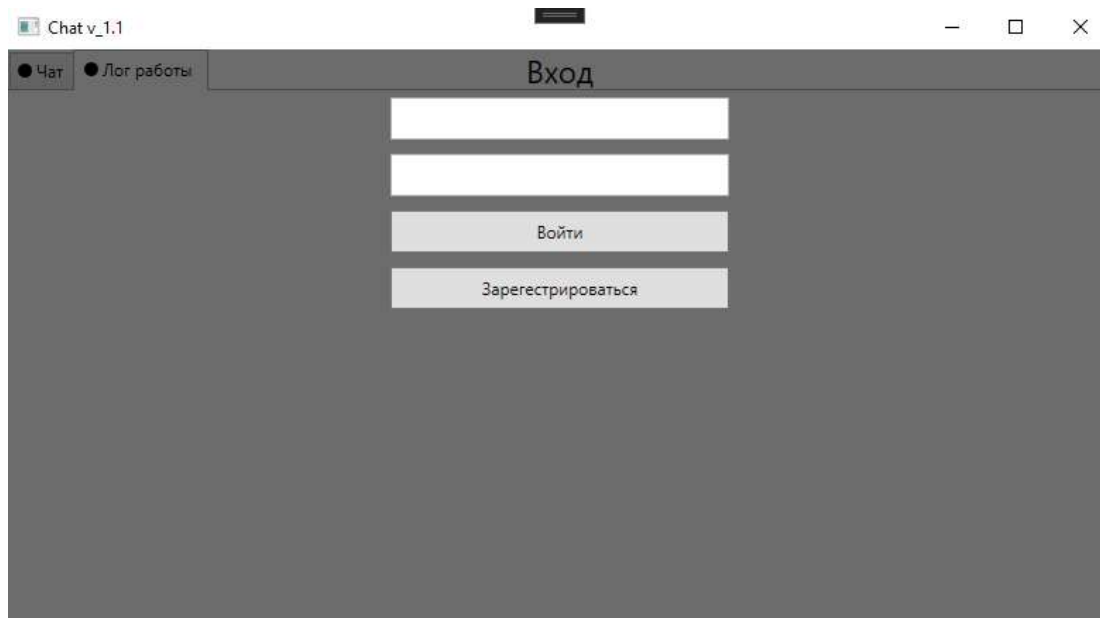 Chat v_1.1
Чат
Лог работы
Вход
Войти
Зарегестрироваться